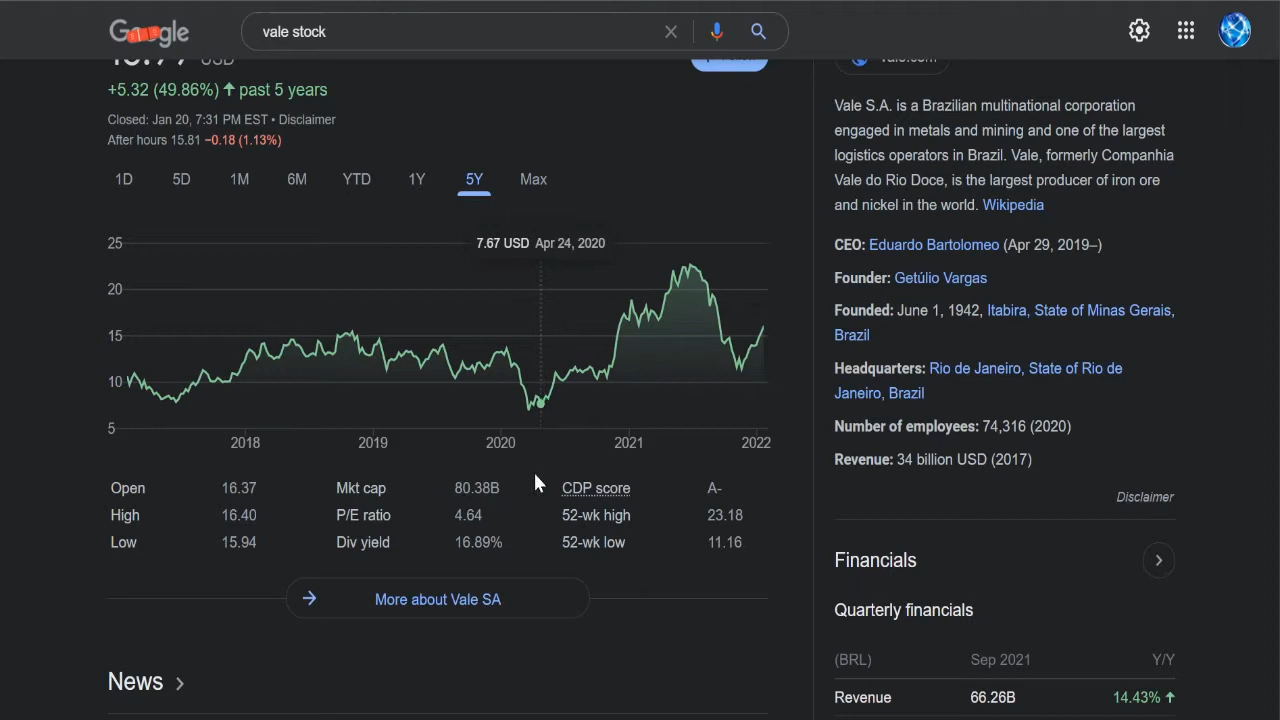 Google
vale stock
USD
+5.32 (49.86%) ↑ past 5 years
Closed: Jan 20, 7:31 PM EST • Disclaimer
After hours 15.81 −0.18 (1.13%)
1D 5D 1M 6M YTD 1Y 5Y Max
7.67 USD Apr 24, 2020
25
20
15
10
5
2018 2019 2020 2021 2022
Open 16.37 Mkt cap 80.38B CDP score A-
High 16.40 P/E ratio 4.64 52-wk high 23.18
Low 15.94 Div yield 16.89% 52-wk low 11.16
More about Vale SA
News
vale.com
Vale S.A. is a Brazilian multinational corporation
engaged in metals and mining and one of the largest
logistics operators in Brazil. Vale, formerly Companhia
Vale do Rio Doce, is the largest producer of iron ore
and nickel in the world. Wikipedia
CEO: Eduardo Bartolomeo (Apr 29, 2019–)
Founder: Getúlio Vargas
Founded: June 1, 1942, Itabira, State of Minas Gerais,
Brazil
Headquarters: Rio de Janeiro, State of Rio de
Janeiro, Brazil
Number of employees: 74,316 (2020)
Revenue: 34 billion USD (2017)
Disclaimer
Financials
Quarterly financials
(BRL) Sep 2021 Y/Y
Revenue 66.26B 14.43% ↑